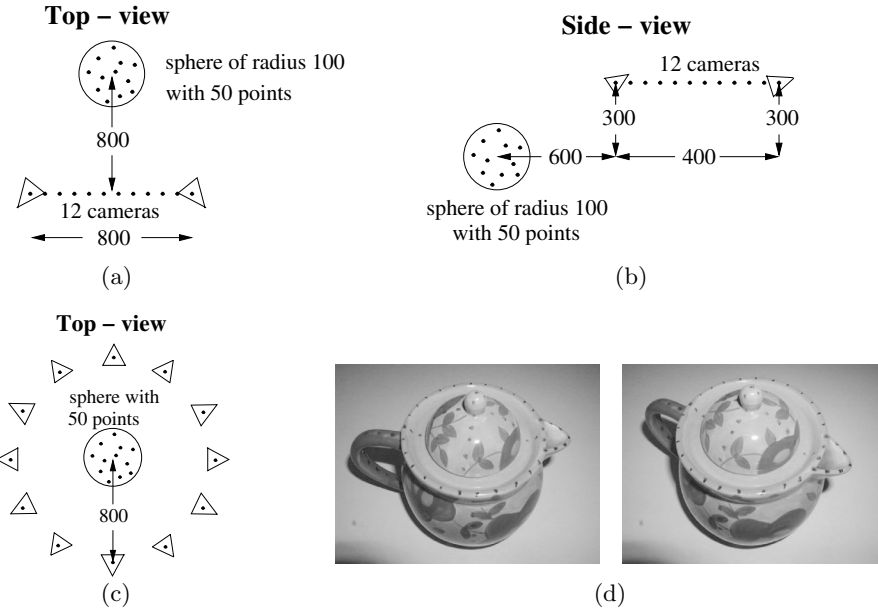 Top – view
sphere of radius 100
with 50 points
800
12 cameras
800
(a)
Side – view
12 cameras
300
300
600
400
sphere of radius 100
with 50 points
(b)
Top – view
sphere with
50 points
800
(c)
(d)